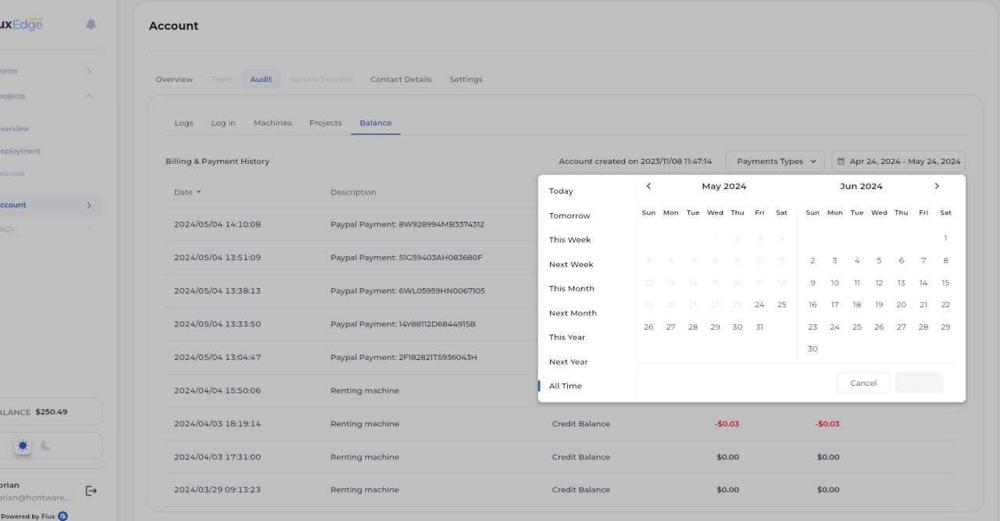 uxEdge
Account
ome
rojects
verview
eployment
equest
ccount
AQs
ALANCE $250.49
orian
orian@frontware...
Powered by Flux
Overview Team Audit Service Transfer Contact Details Settings
Logs Log in Machines Projects Balance
Billing & Payment History Account created on 2023/11/08 11:47:14 Payments Types Apr 24, 2024 - May 24, 2024
Date Description
2024/05/04 14:10:08 Paypal Payment: 8W928994MB3374312
2024/05/04 13:51:09 Paypal Payment: 51G59403AH083680F
2024/05/04 13:38:13 Paypal Payment: 6WL05959HN0067105
2024/05/04 13:33:50 Paypal Payment: 14Y88112D6844915B
2024/05/04 13:04:47 Paypal Payment: 2F182821TS936043H
2024/04/04 15:50:06 Renting machine
2024/04/03 18:19:14 Renting machine Credit Balance -$0.03 -$0.03
2024/04/03 17:31:00 Renting machine Credit Balance $0.00 $0.00
2024/03/29 09:13:23 Renting machine Credit Balance $0.00 $0.00
Today
Tomorrow
This Week
Next Week
This Month
Next Month
This Year
Next Year
All Time
May 2024
Sun Mon Tue Wed Thu Fri Sat
1 2 3 4
5 6 7 8 9 10 11
12 13 14 15 16 17 18
19 20 21 22 23 24 25
26 27 28 29 30 31
Jun 2024
Sun Mon Tue Wed Thu Fri Sat
1
2 3 4 5 6 7 8
9 10 11 12 13 14 15
16 17 18 19 20 21 22
23 24 25 26 27 28 29
30
Cancel